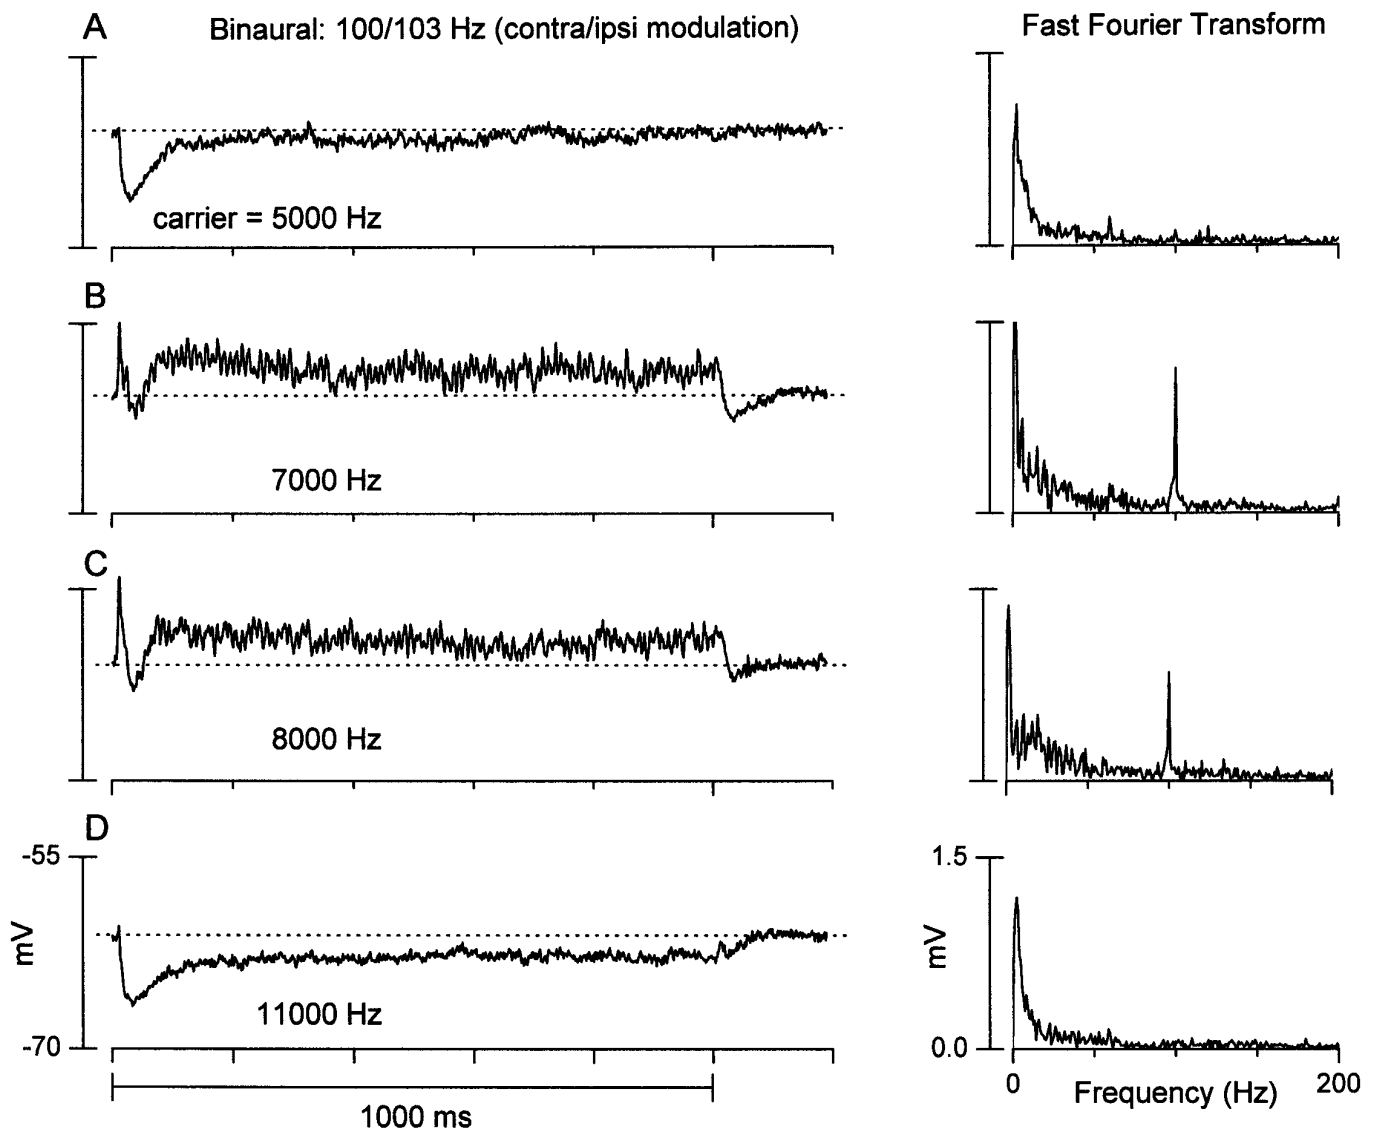 A
Binaural: 100/103 Hz (contra/ipsi modulation)
Fast Fourier Transform
carrier = 5000 Hz
B
7000 Hz
C
8000 Hz
D
-55
mV
-70
11000 Hz
1000 ms
1.5
mV
0.0
0
Frequency (Hz)
200